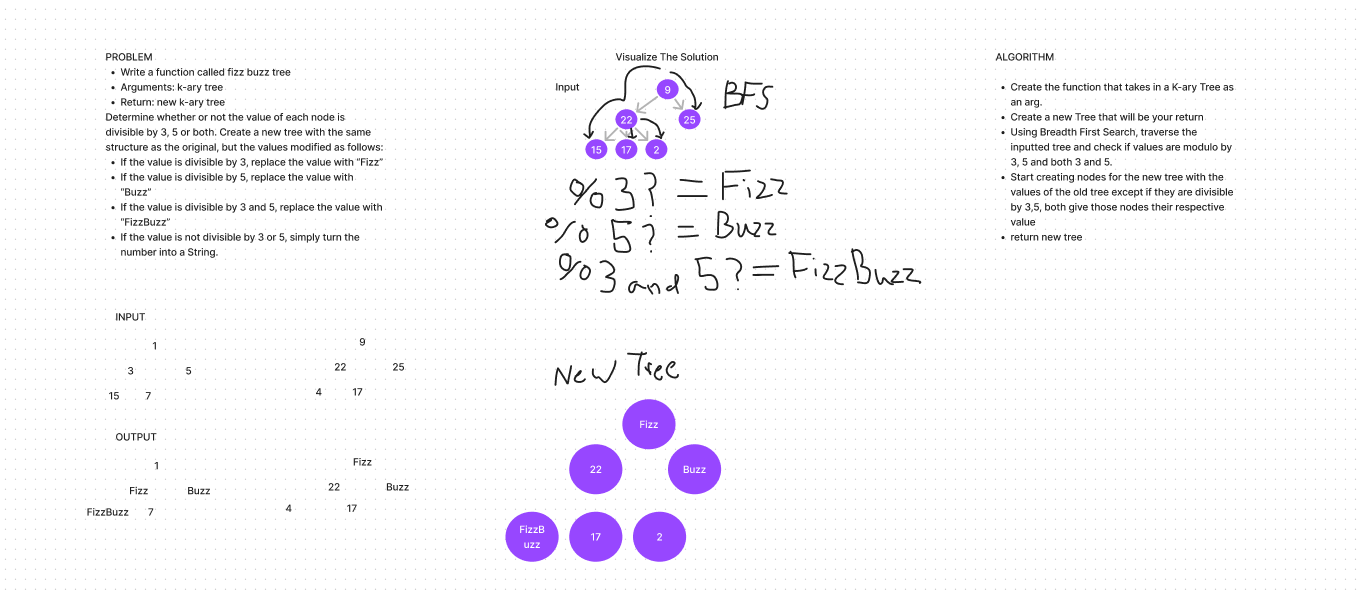 PROBLEM
• Write a function called fizz buzz tree
• Arguments: k-ary tree
• Return: new k-ary tree
Determine whether or not the value of each node is
divisible by 3, 5 or both. Create a new tree with the same
structure as the original, but the values modified as follows:
• If the value is divisible by 3, replace the value with “Fizz”
• If the value is divisible by 5, replace the value with
“Buzz”
• If the value is divisible by 3 and 5, replace the value with
“FizzBuzz”
• If the value is not divisible by 3 or 5, simply turn the
number into a String.
INPUT
1
3 5
15 7
9
22 25
4 17
OUTPUT
1
Fizz Buzz
FizzBuzz 7
Fizz
22 Buzz
4 17
Visualize The Solution
Input
9
BFS
22 25
15 17 2
% 3 ? = Fizz
% 5 ? = Buzz
% 3 and 5 ? = FizzBuzz
New Tree
Fizz
22 Buzz
FizzB
uzz
17 2
ALGORITHM
• Create the function that takes in a K-ary Tree as
an arg.
• Create a new Tree that will be your return
• Using Breadth First Search, traverse the
inputted tree and check if values are modulo by
3, 5 and both 3 and 5.
• Start creating nodes for the new tree with the
values of the old tree except if they are divisible
by 3,5, both give those nodes their respective
value
• return new tree